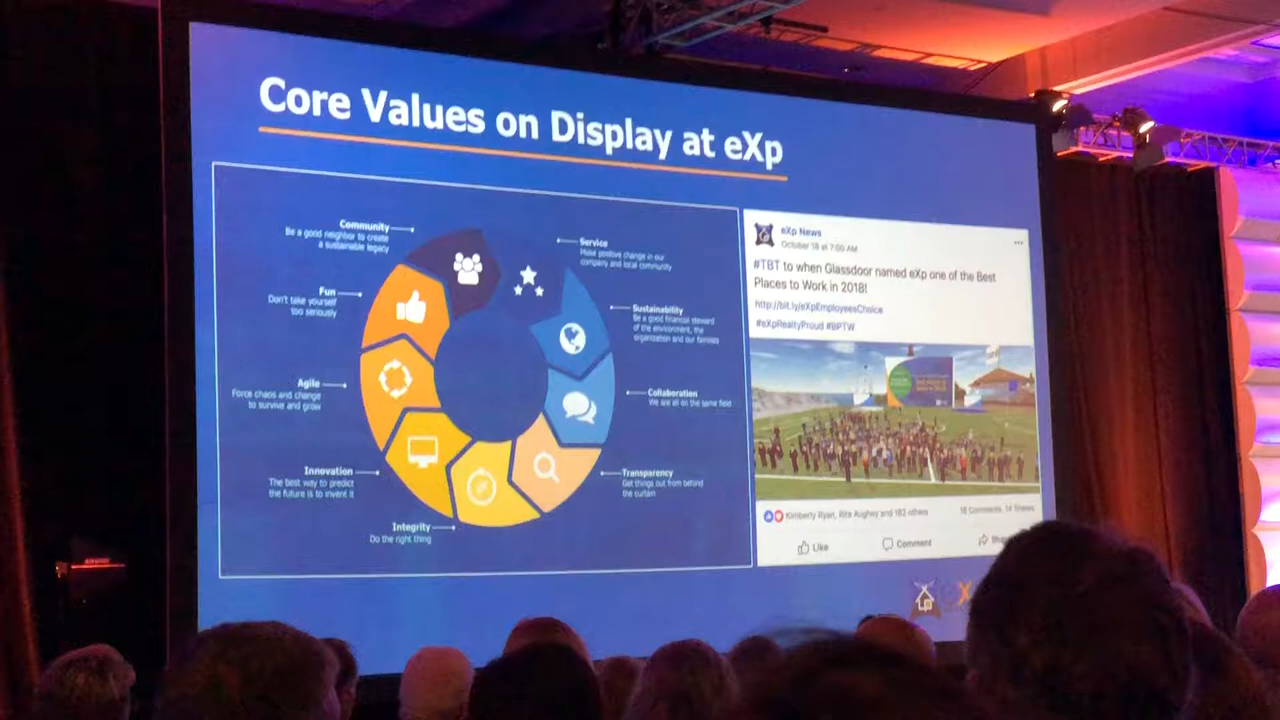 Core Values on Display at eXp
Community
Be a good neighbor to create
a sustainable legacy
Service
Make positive change in our
company and local community
Fun
Don't take yourself
too seriously
Sustainability
Be a good financial steward
of the environment, the
organization and our families
Agile
Force chaos and change
to survive and grow
Collaboration
We are all on the same field
Innovation
The best way to predict
the future is to invent it
Transparency
Get things out from behind
the curtain
Integrity
Do the right thing
eXp News
October 18 at 7:00 AM
#TBT to when Glassdoor named eXp one of the Best
Places to Work in 2018!
http://bit.ly/eXpEmployeesChoice
#eXpRealtyProud #BPTW
Kimberly Ryan, Rita Aughey and 182 others
16 Comments, 14 Shares
Like
Comment
eX